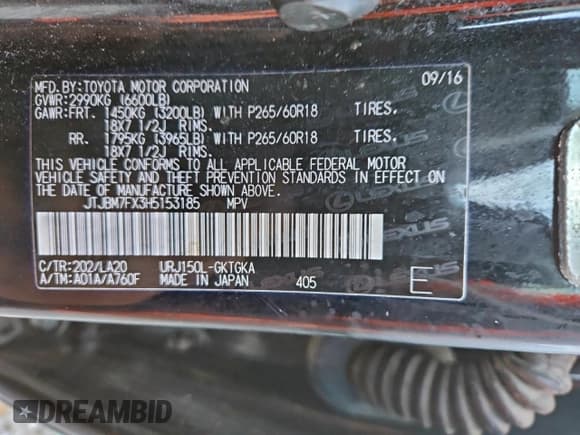 MFD. BY: TOYOTA MOTOR CORPORATION 09/16
GVWR: 2990KG (6600LB)
GAWR: FRT. 1450KG (3200LB) WITH P265/60R18 TIRES.
18X7 1/2J RIMS.
RR. 1795KG (3965LB) WITH P265/60R18 TIRES.
18X7 1/2J RIMS.
THIS VEHICLE CONFORMS TO ALL APPLICABLE FEDERAL MOTOR
VEHICLE SAFETY AND THEFT PREVENTION STANDARDS IN EFFECT ON
THE DATE OF MANUFACTURE SHOWN ABOVE.
JTJBM7FX3H5153185 MPV
C/TR: 202/LA20 URJ150L-GKTGKA
A/TM: A01A/A760F MADE IN JAPAN 405 E
LEXUS
LEXUS
DREAMBID